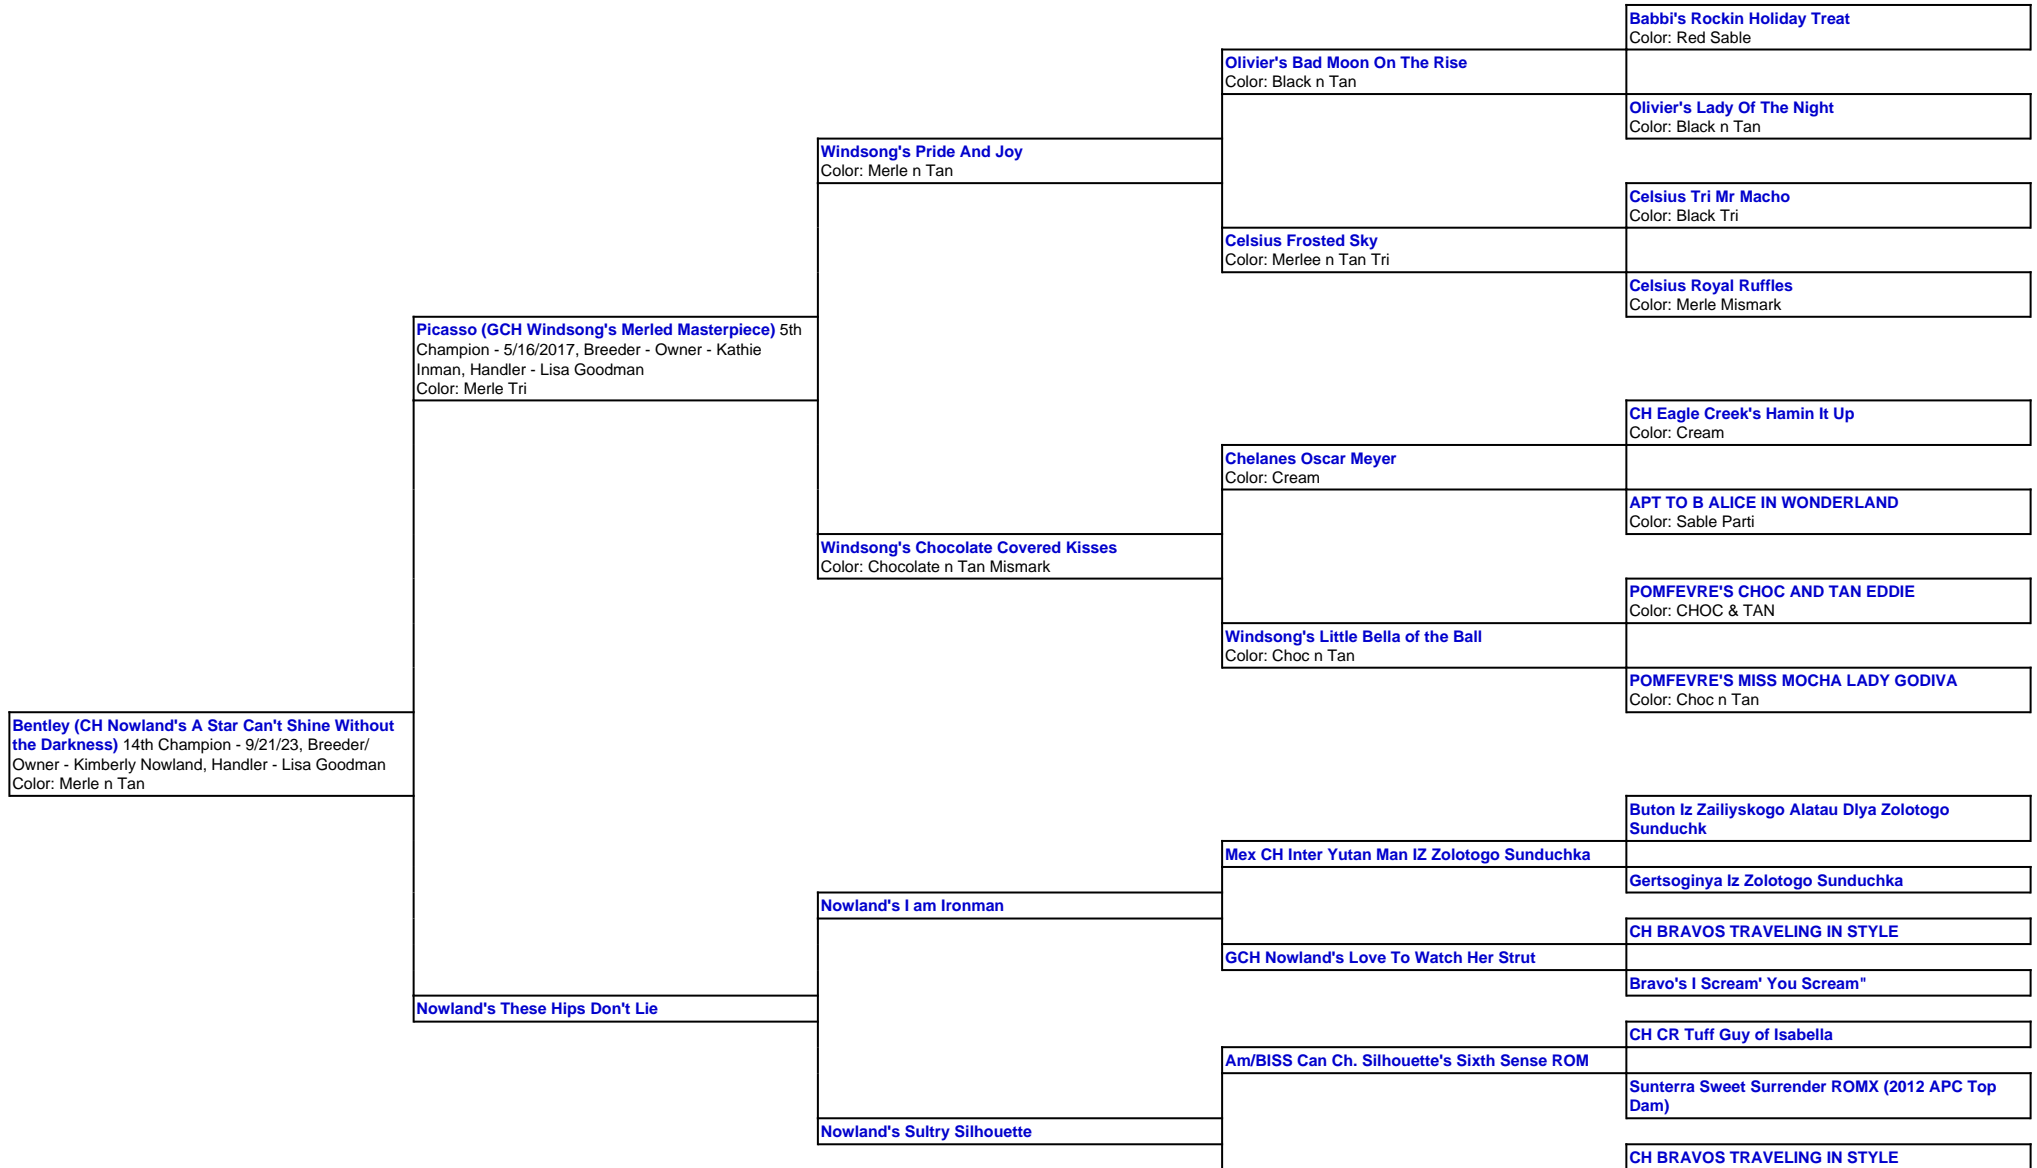 Babbi's Rockin Holiday Treat
Color: Red Sable
Olivier's Bad Moon On The Rise
Color: Black n Tan
Olivier's Lady Of The Night
Color: Black n Tan
Windsong's Pride And Joy
Color: Merle n Tan
Celsius Tri Mr Macho
Color: Black Tri
Celsius Frosted Sky
Color: Merlee n Tan Tri
Celsius Royal Ruffles
Color: Merle Mismark
Picasso (GCH Windsong's Merled Masterpiece) 5th
Champion - 5/16/2017, Breeder - Owner - Kathie
Inman, Handler - Lisa Goodman
Color: Merle Tri
CH Eagle Creek's Hamin It Up
Color: Cream
Chelanes Oscar Meyer
Color: Cream
APT TO B ALICE IN WONDERLAND
Color: Sable Parti
Windsong's Chocolate Covered Kisses
Color: Chocolate n Tan Mismark
POMFEVRE'S CHOC AND TAN EDDIE
Color: CHOC & TAN
Windsong's Little Bella of the Ball
Color: Choc n Tan
POMFEVRE'S MISS MOCHA LADY GODIVA
Color: Choc n Tan
Bentley (CH Nowland's A Star Can't Shine Without
the Darkness) 14th Champion - 9/21/23, Breeder/
Owner - Kimberly Nowland, Handler - Lisa Goodman
Color: Merle n Tan
Buton Iz Zailiyskogo Alatau Dlya Zolotogo
Sunduchk
Mex CH Inter Yutan Man IZ Zolotogo Sunduchka
Gertsoginya Iz Zolotogo Sunduchka
Nowland's I am Ironman
CH BRAVOS TRAVELING IN STYLE
GCH Nowland's Love To Watch Her Strut
Bravo's I Scream' You Scream"
Nowland's These Hips Don't Lie
CH CR Tuff Guy of Isabella
Am/BISS Can Ch. Silhouette's Sixth Sense ROM
Sunterra Sweet Surrender ROMX (2012 APC Top
Dam)
Nowland's Sultry Silhouette
CH BRAVOS TRAVELING IN STYLE